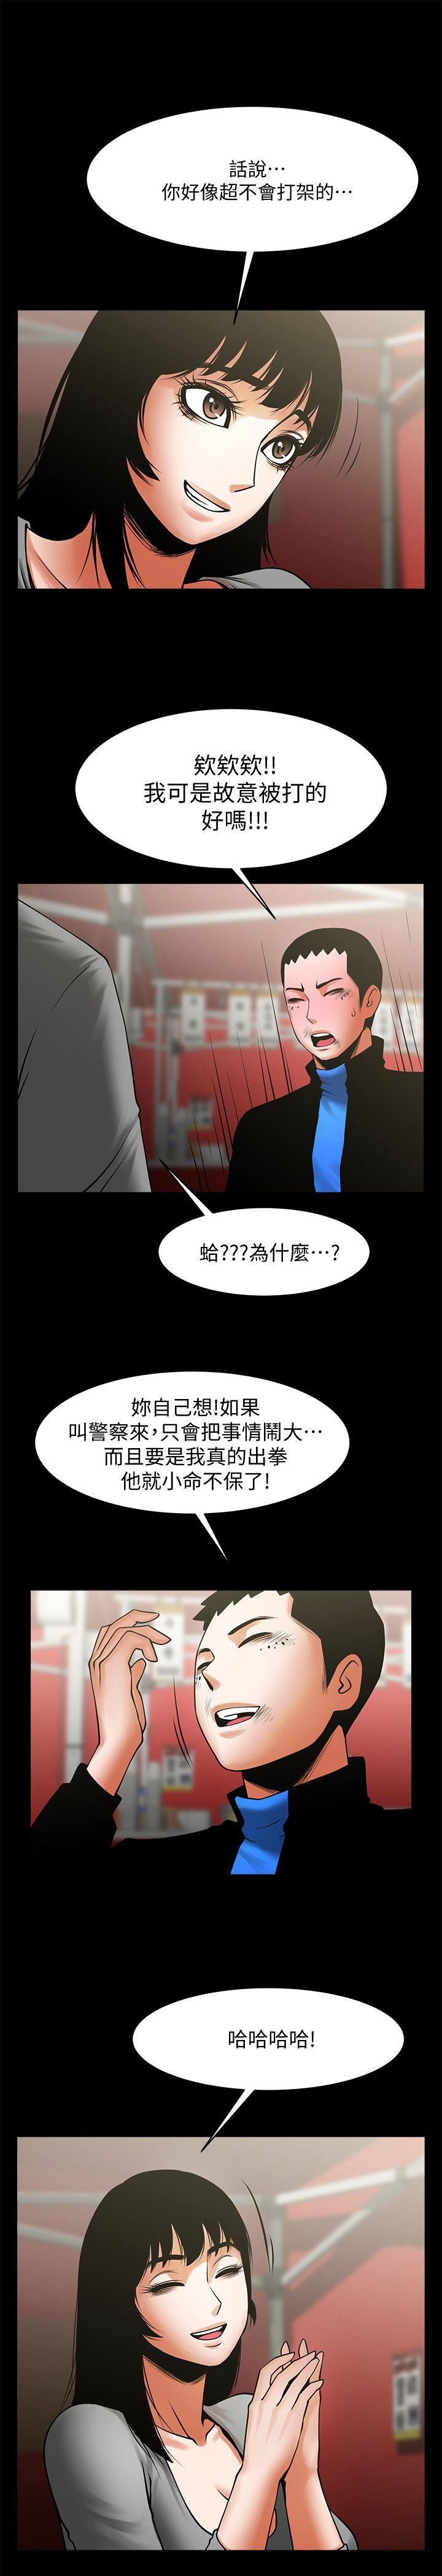 話說…
你好像超不會打架的…
欸欸欸!!
我可是故意被打的
好嗎!!!
蛤???為什麼…?
妳自己想!如果
叫警察來,只會把事情鬧大…
而且要是我真的出拳
他就小命不保了!
哈哈哈哈!